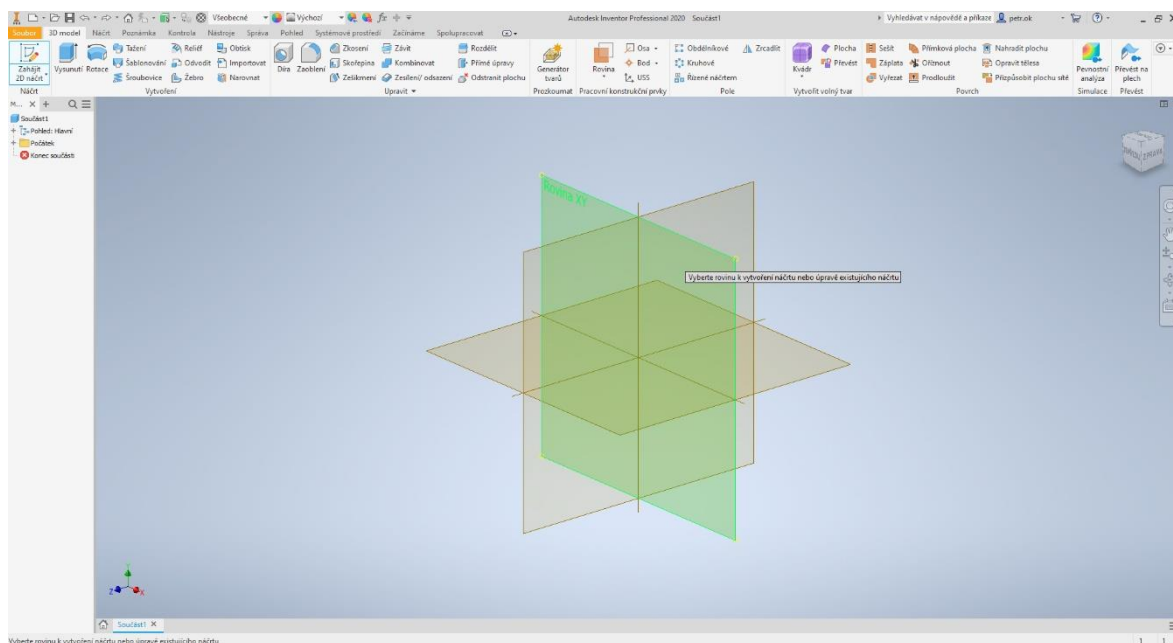 Všeobecné Výchozí Autodesk Inventor Professional 2020 Součást1 Vyhledávat v nápovědě a příkaze petr.ok
Soubor 3D model Náčrt Poznámka Kontrola Nástroje Správa Pohled Systémové prostředí Začínáme Spolupracovat
Zahájit 2D náčrt
Náčrt
Vysunutí Rotace
Tažení Reliéf Obtisk
Šablonování Odvodit Importovat
Šroubovice Žebro Narovnat
Vytvoření
Díra Zaoblení
Zkosení Závit Rozdělit
Skořepina Kombinovat Přímé úpravy
Zešikmení Zesílení/ odsazení Odstranit plochu
Upravit
Generátor tvarů
Prozkoumat
Rovina
Osa
Bod
USS
Pracovní konstrukční prvky
Obdélníkové Zrcadlit
Kruhové
Řízené náčrtem
Pole
Kvádr
Plocha
Převést
Vytvořit volný tvar
Sešít Přímková plocha Nahradit plochu
Záplata Oříznout Opravit tělesa
Vyřezat Prodloužit Přizpůsobit plochu sítě
Povrch
Pevnostní analýza
Simulace
Převést na plech
Převést
M... X +
Součást1
Pohled: Hlavní
Počátek
Konec součásti
Rovina XY
Vyberte rovinu k vytvoření náčrtu nebo úpravě existujícího náčrtu
ZPRAVA
Y
Z X
Součást1 X
Vyberte rovinu k vytvoření náčrtu nebo úpravě existujícího náčrtu
1 1